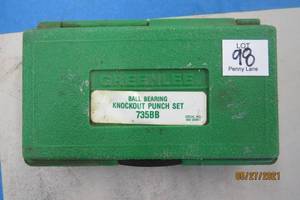 LOT
98
Penny Lane
GREENLEE
BALL BEARING
KNOCKOUT PUNCH SET
735BB
05/27/2021